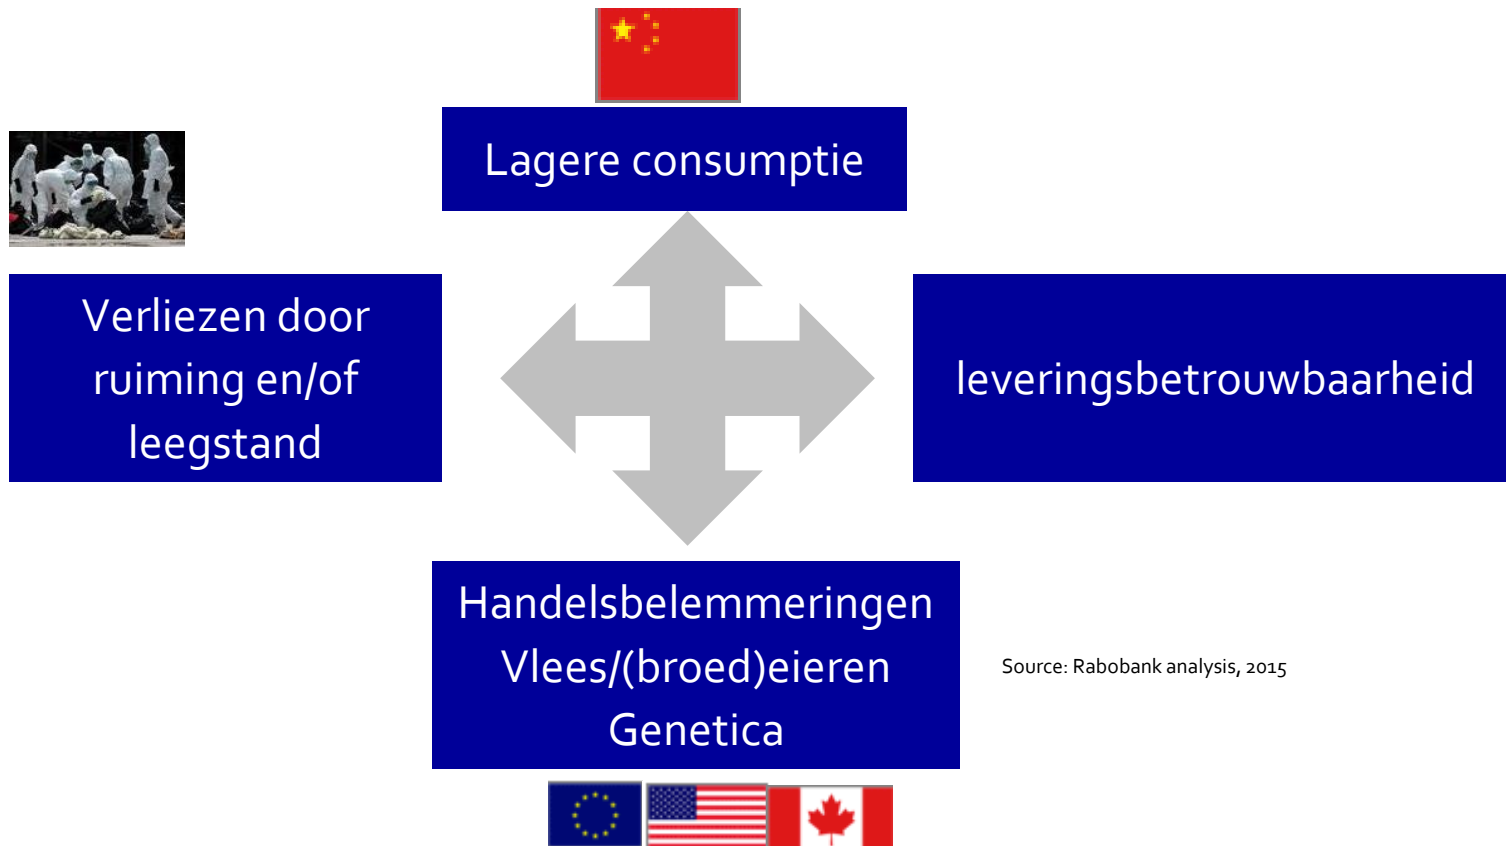 Lagere consumptie
Verliezen door
ruiming en/of
leegstand
leveringsbetrouwbaarheid
Handelsbelemmeringen
Vlees/(broed)eieren
Genetica
Source: Rabobank analysis, 2015